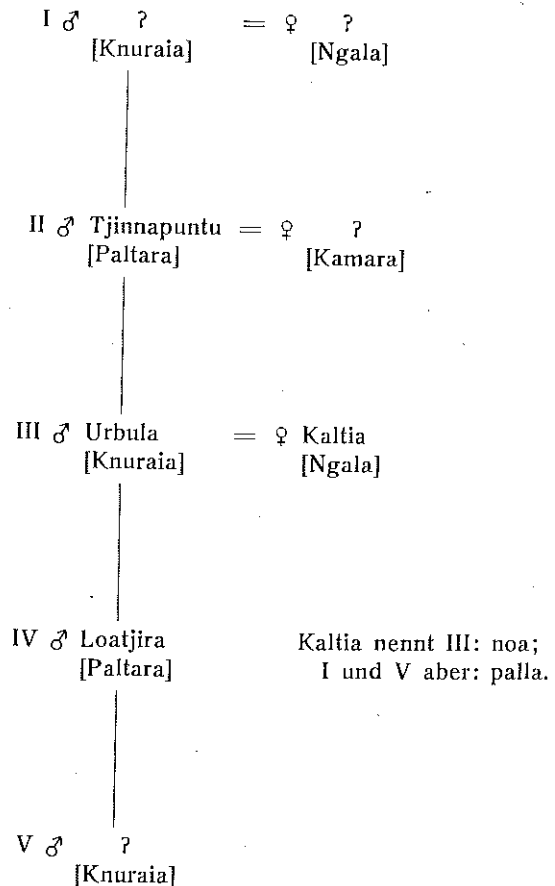 I ♂ ? = ♀ ?
[Knuraia] [Ngala]
II ♂ Tjinnapuntu = ♀ ?
[Paltara] [Kamara]
III ♂ Urbula = ♀ Kaltia
[Knuraia] [Ngala]
IV ♂ Loatjira Kaltia nennt III: noa;
[Paltara] I und V aber: palla.
V ♂ ?
[Knuraia]